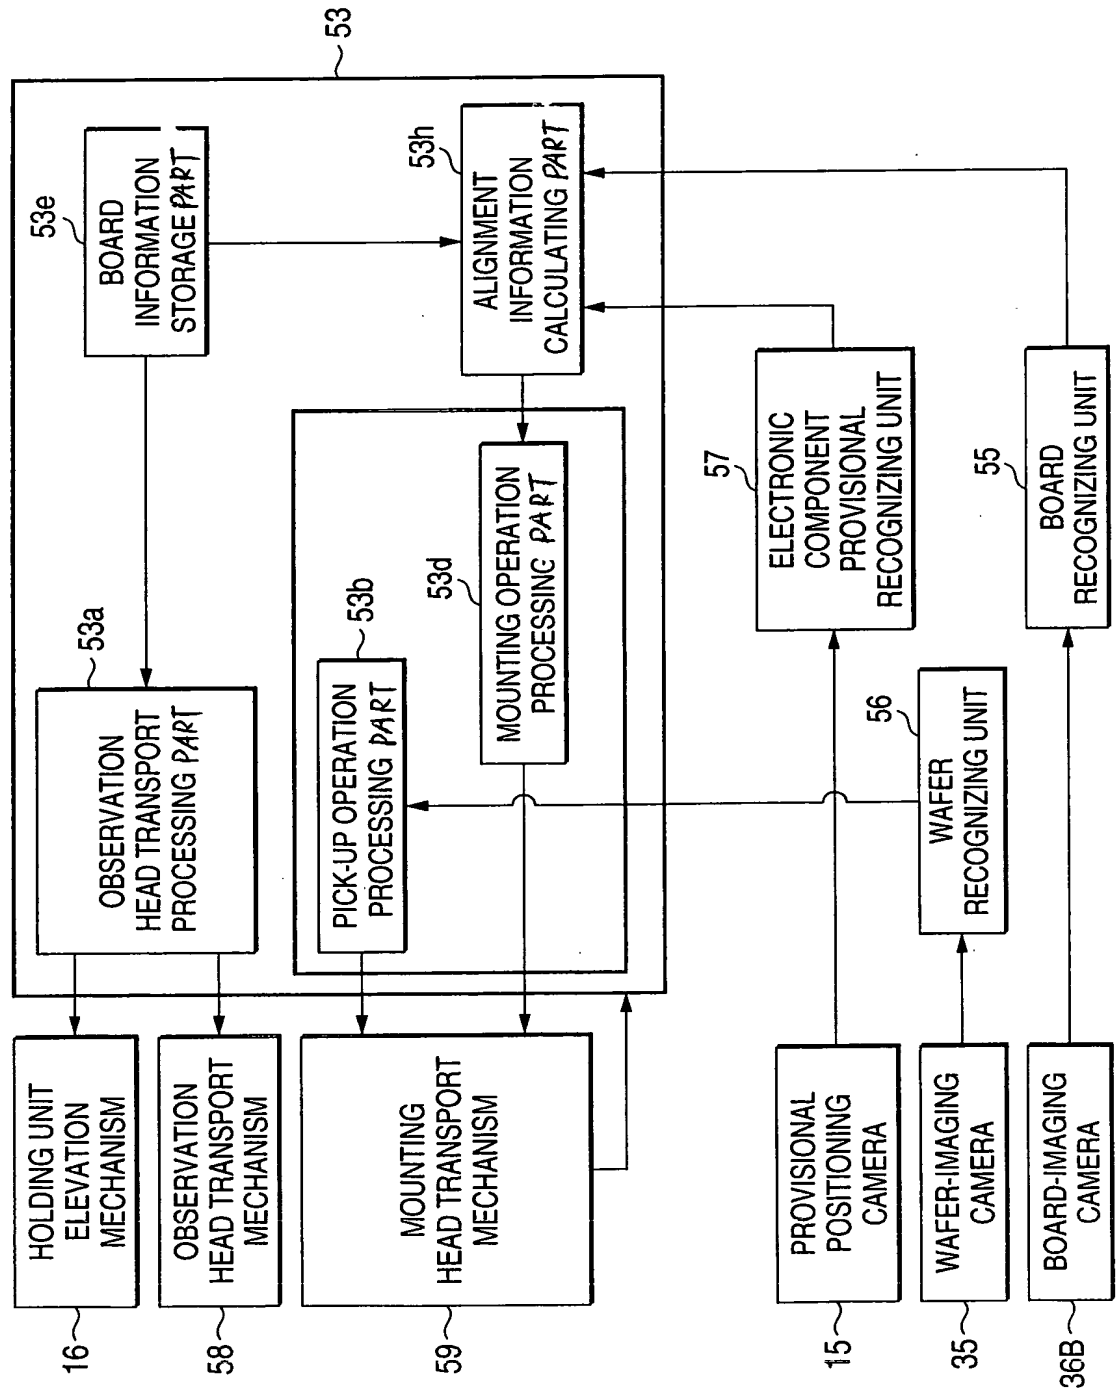 53
53e
BOARD
INFORMATION
STORAGE PART
53h
ALIGNMENT
INFORMATION
CALCULATING PART
53a
OBSERVATION
HEAD TRANSPORT
PROCESSING PART
53b
PICK-UP OPERATION
PROCESSING PART
53d
MOUNTING OPERATION
PROCESSING PART
16
HOLDING UNIT
ELEVATION
MECHANISM
58
OBSERVATION
HEAD TRANSPORT
MECHANISM
59
MOUNTING
HEAD TRANSPORT
MECHANISM
57
ELECTRONIC
COMPONENT
PROVISIONAL
RECOGNIZING UNIT
56
WAFER
RECOGNIZING UNIT
55
BOARD
RECOGNIZING UNIT
15
PROVISIONAL
POSITIONING
CAMERA
35
WAFER-IMAGING
CAMERA
36B
BOARD-IMAGING
CAMERA